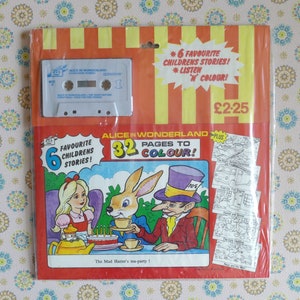 6 FAVOURITE
CHILDRENS STORIES!
LISTEN
'n' COLOUR!
£2·25
1
ALICE IN WONDERLAND
32 PAGES TO
COLOUR!
6 FAVOURITE
CHILDRENS
STORIES!
The Mad Hatter's tea-party !